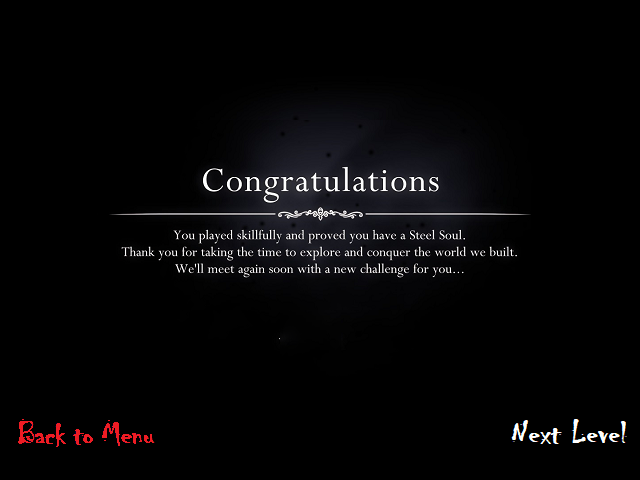 Congratulations
You played skillfully and proved you have a Steel Soul.
Thank you for taking the time to explore and conquer the world we built.
We'll meet again soon with a new challenge for you...
Back to Menu
Next Level